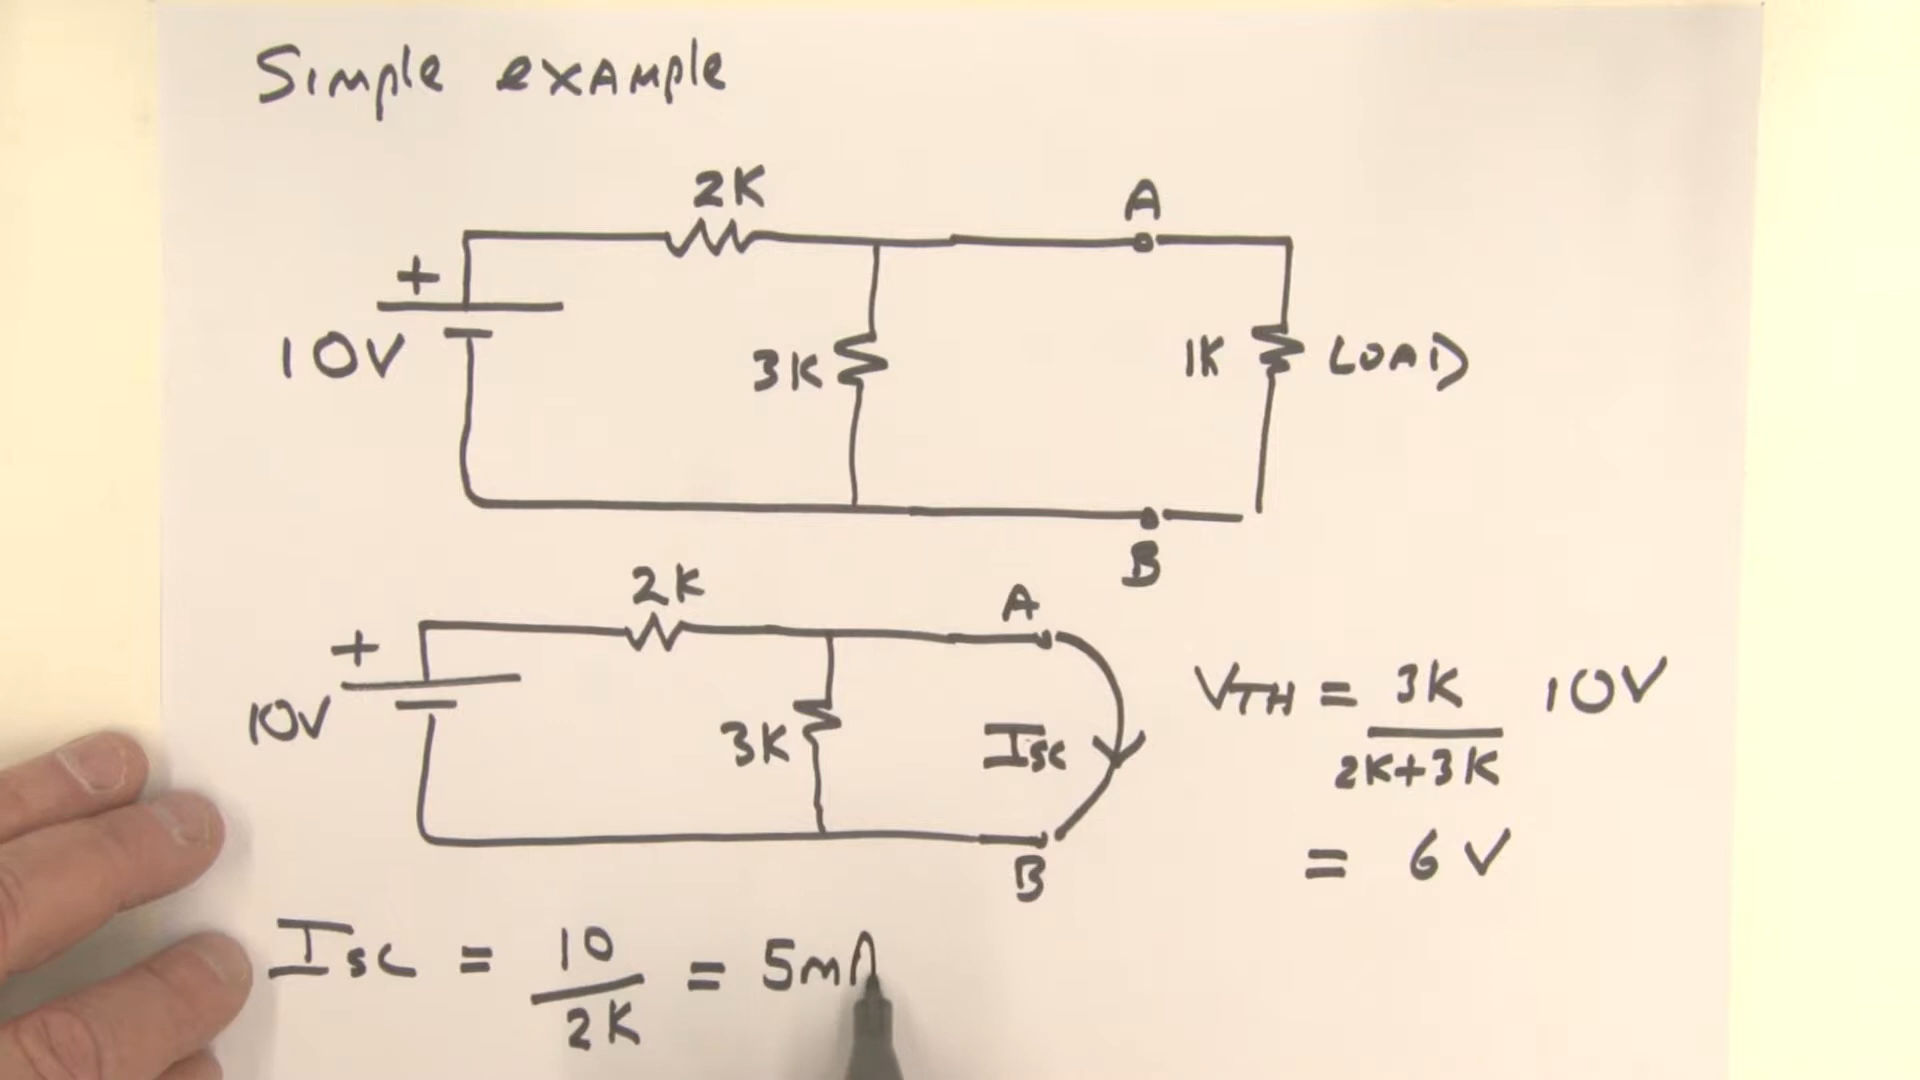 Simple example
2K
A
+
10V
3K
1K
LOAD
B
2K
A
+
10V
3K
Isc
B
VTH = 3K 10V
2K+3K
= 6V
Isc = 10 = 5mA
2K